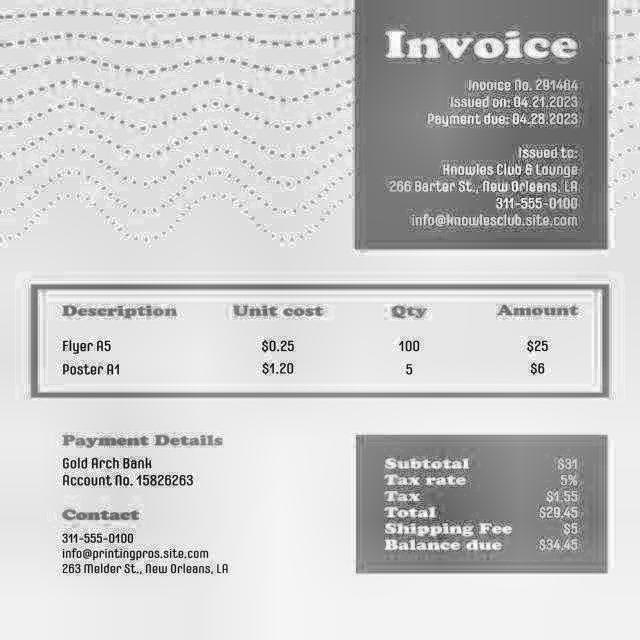 Invoice
Invoice No. 291464
Issued on: 04.21.2023
Payment due: 04.28.2023
Issued to:
Knowles Club & Lounge
266 Barter St., New Orleans, LA
311-555-0100
info@knowlesclub.site.com
Description Unit cost Qty Amount
Flyer A5 $0.25 100 $25
Poster A1 $1.20 5 $6
Payment Details
Gold Arch Bank
Account No. 15826263
Contact
311-555-0100
info@printingpros.site.com
263 Melder St., New Orleans, LA
Subtotal $31
Tax rate 5%
Tax $1.55
Total $29.45
Shipping Fee $5
Balance due $34.45